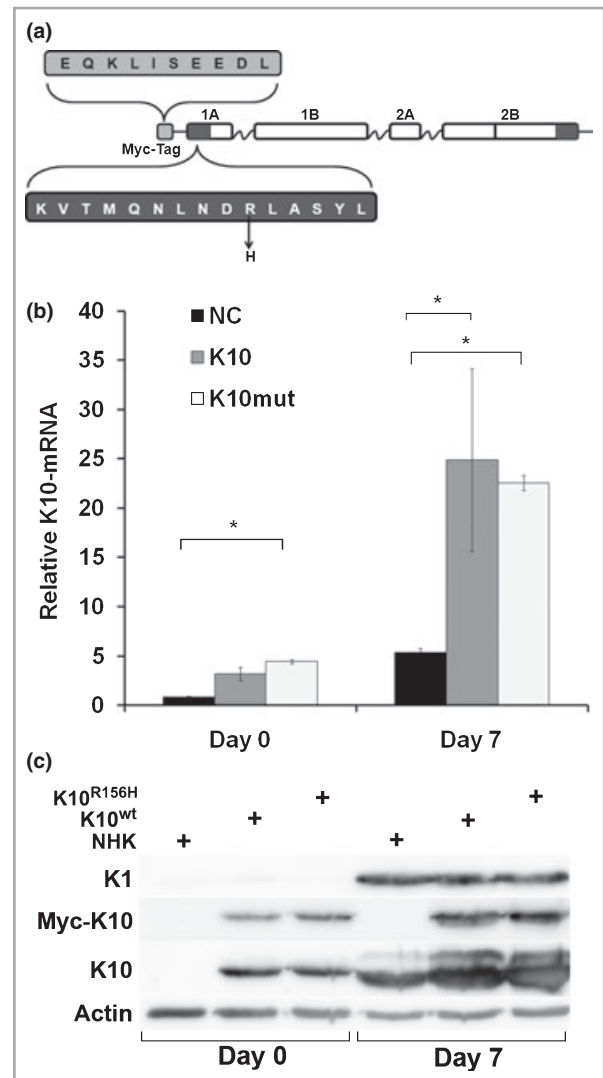 (a)
E Q K L I S E E D L
1A 1B 2A 2B
Myc-Tag
K V T M Q N L N D R L A S Y L
H
(b)
Relative K10-mRNA
40
35
30
25
20
15
10
5
0
NC
K10
K10mut
*
*
*
Day 0 Day 7
(c)
K10R156H + +
K10wt + +
NHK + +
K1
Myc-K10
K10
Actin
Day 0 Day 7